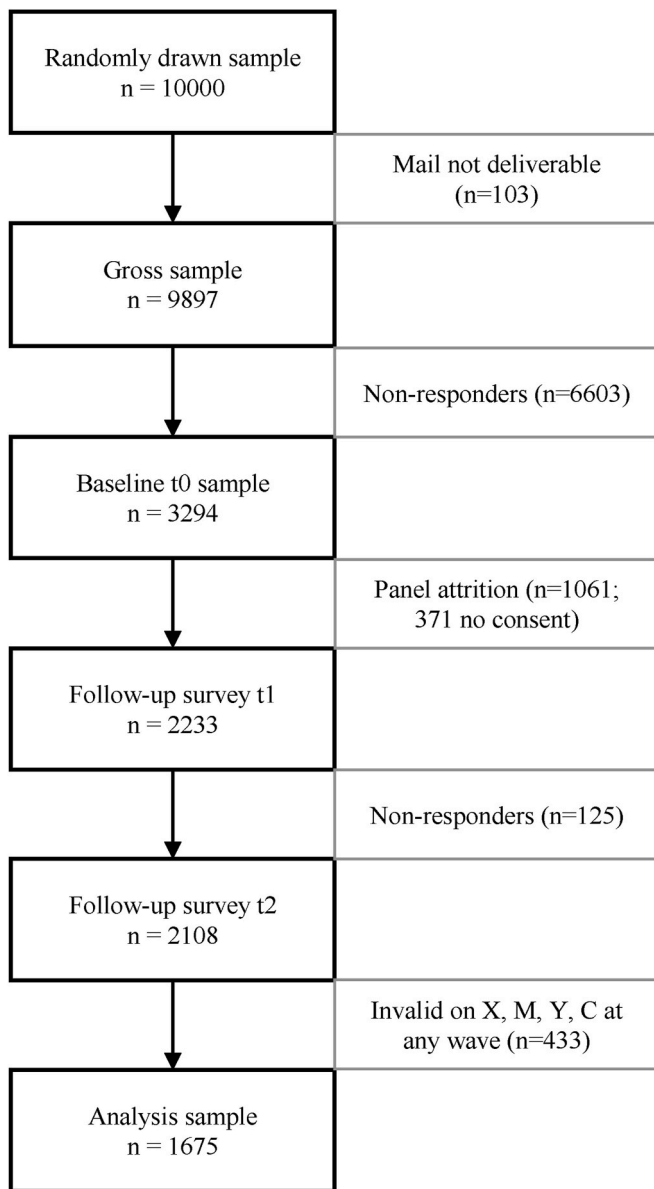 Randomly drawn sample
n = 10000
Mail not deliverable
(n=103)
Gross sample
n = 9897
Non-responders (n=6603)
Baseline t0 sample
n = 3294
Panel attrition (n=1061;
371 no consent)
Follow-up survey t1
n = 2233
Non-responders (n=125)
Follow-up survey t2
n = 2108
Invalid on X, M, Y, C at
any wave (n=433)
Analysis sample
n = 1675